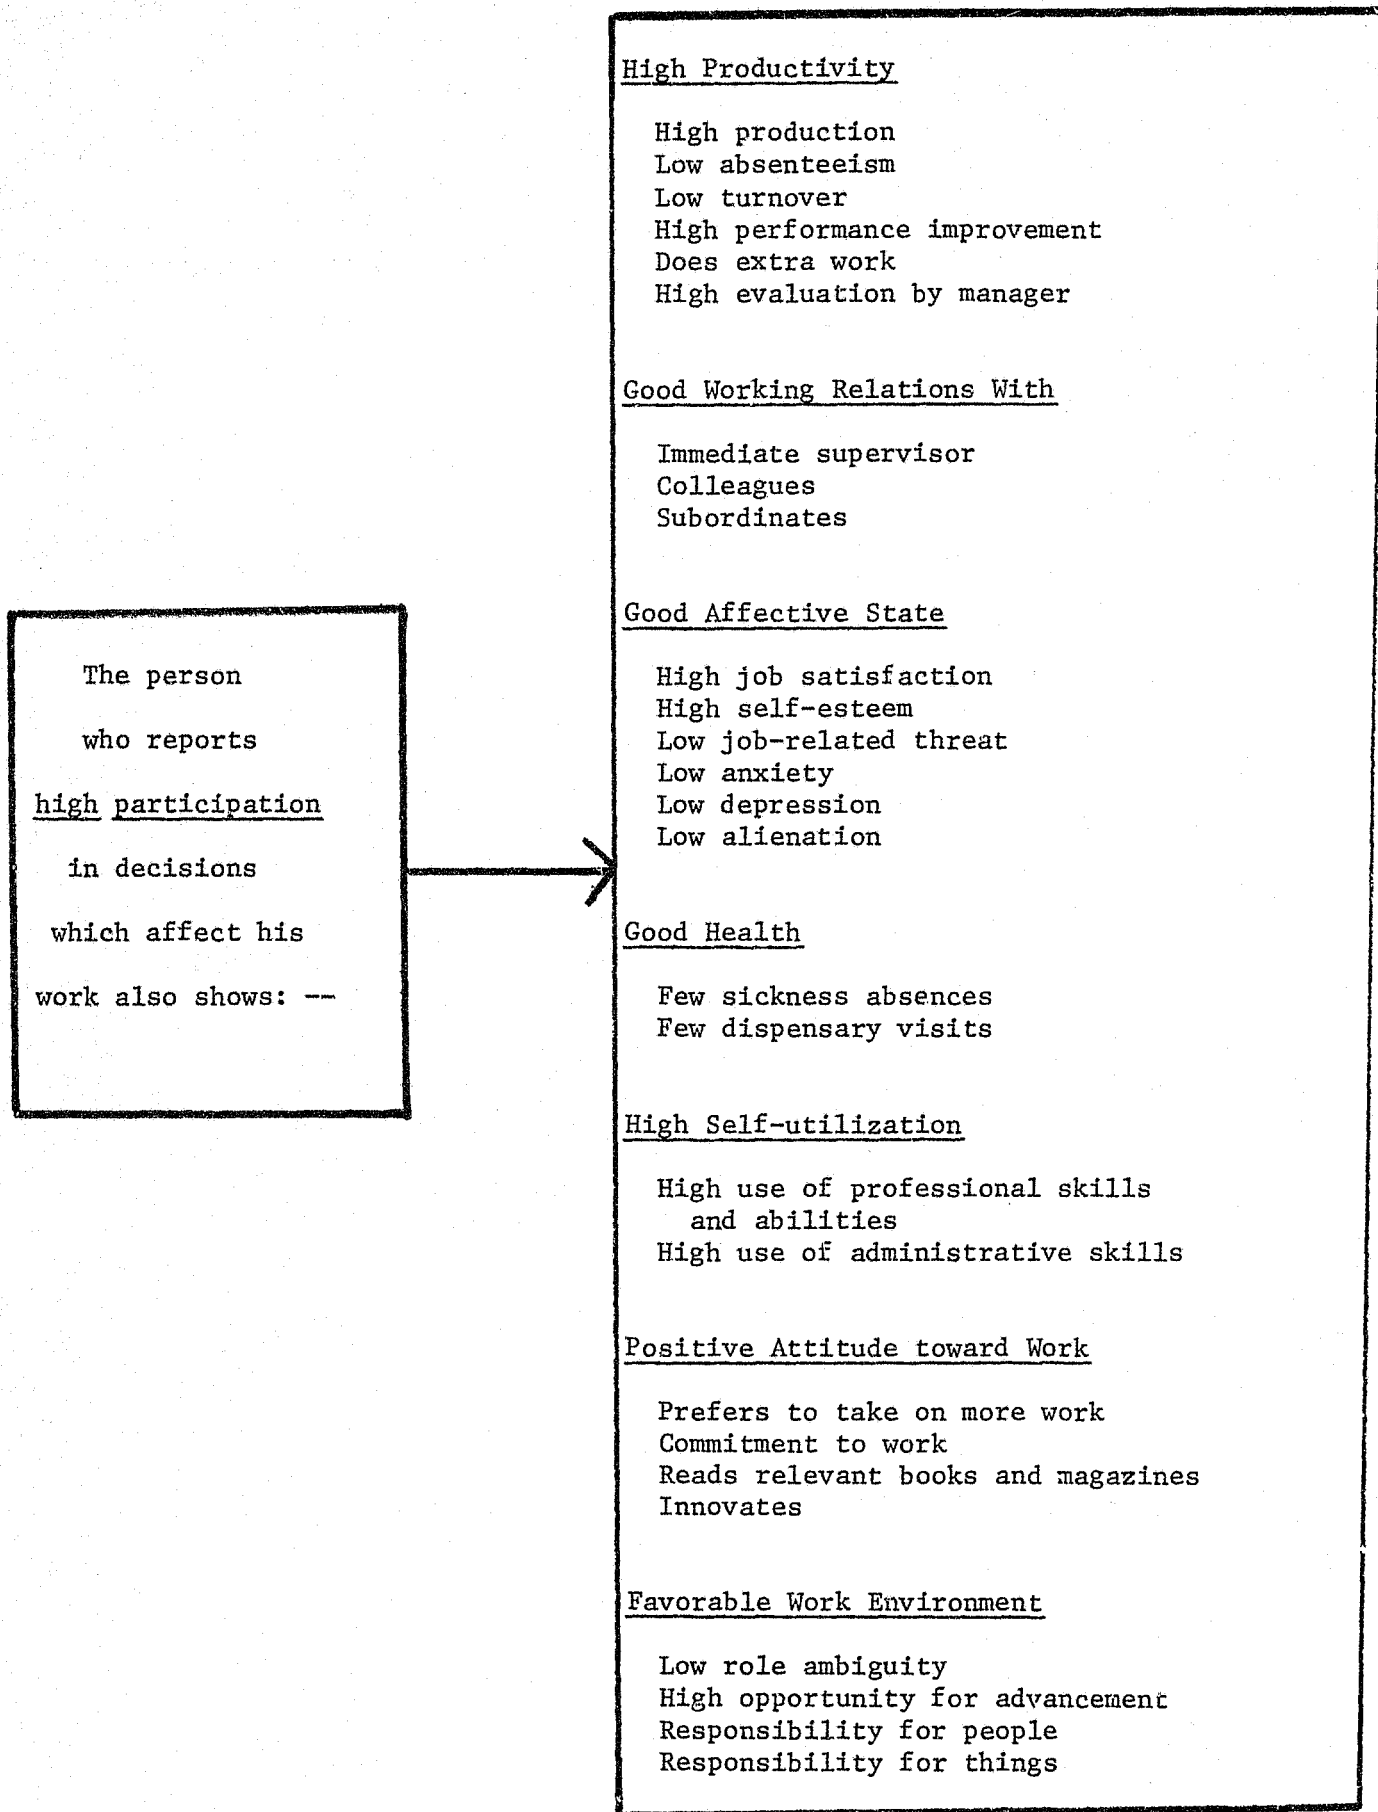 The person
who reports
high participation
in decisions
which affect his
work also shows: --
High Productivity
High production
Low absenteeism
Low turnover
High performance improvement
Does extra work
High evaluation by manager
Good Working Relations With
Immediate supervisor
Colleagues
Subordinates
Good Affective State
High job satisfaction
High self-esteem
Low job-related threat
Low anxiety
Low depression
Low alienation
Good Health
Few sickness absences
Few dispensary visits
High Self-utilization
High use of professional skills
and abilities
High use of administrative skills
Positive Attitude toward Work
Prefers to take on more work
Commitment to work
Reads relevant books and magazines
Innovates
Favorable Work Environment
Low role ambiguity
High opportunity for advancement
Responsibility for people
Responsibility for things